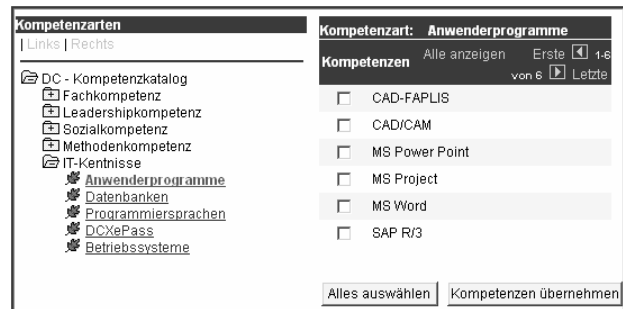 Kompetenzarten
| Links | Rechts
DC - Kompetenzkatalog
Fachkompetenz
Leadershipkompetenz
Sozialkompetenz
Methodenkompetenz
IT-Kentnisse
Anwenderprogramme
Datenbanken
Programmiersprachen
DCXePass
Betriebssysteme
Kompetenzart: Anwenderprogramme
Kompetenzen Alle anzeigen Erste 1-6
von 6 Letzte
CAD-FAPLIS
CAD/CAM
MS Power Point
MS Project
MS Word
SAP R/3
Alles auswählen Kompetenzen übernehmen